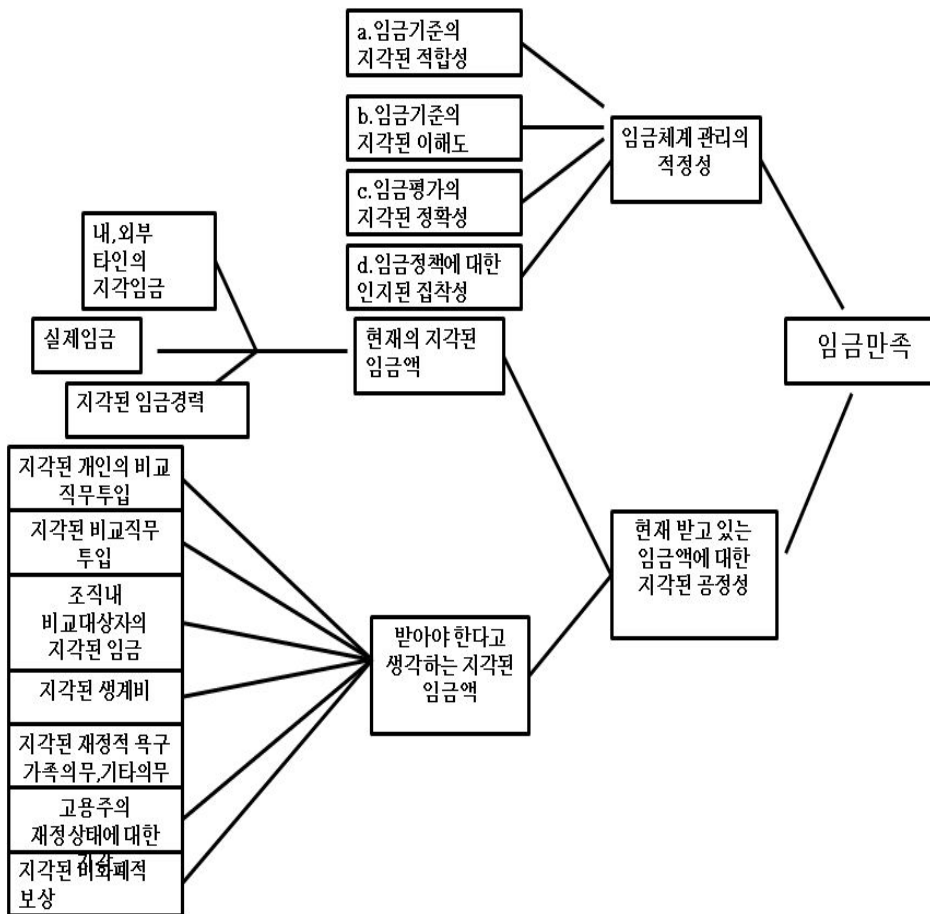 a.임금기준의
지각된 적합성
b.임금기준의
지각된 이해도
임금체계 관리의
적정성
c.임금평가의
지각된 정확성
내,외부
타인의
지각임금
d.임금정책에 대한
인지된 집착성
실제임금
현재의 지각된
임금액
임금만족
지각된 임금경력
지각된 개인의 비교
직무투입
지각된 비교직무
투입
현재 받고 있는
임금액에 대한
지각된 공정성
조직내
비교대상자의
지각된 임금
받아야 한다고
생각하는 지각된
임금액
지각된 생계비
지각된 재정적 욕구
가족의무,기타의무
고용주의
재정상태에 대한
지각
지각된 비화폐적
보상